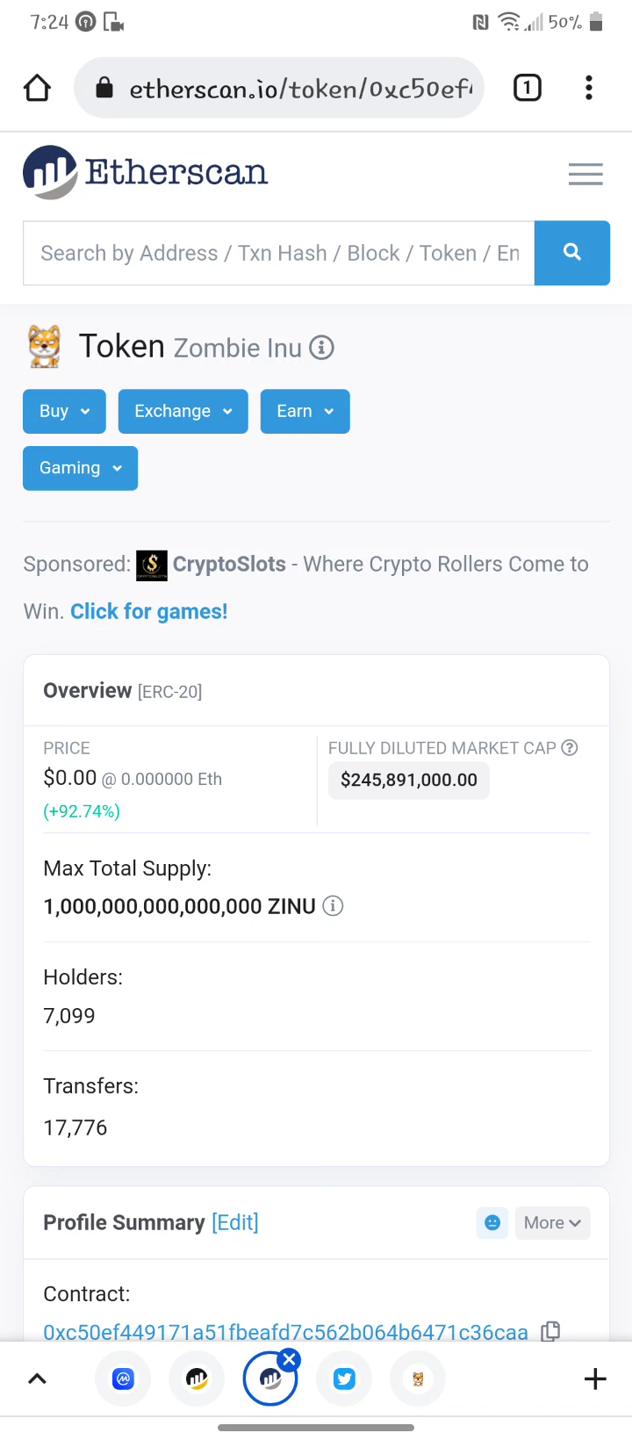 7:24 50%
etherscan.io/token/0xc50ef
1
Etherscan
Search by Address / Txn Hash / Block / Token / En
Token Zombie Inu
Buy Exchange Earn
Gaming
Sponsored: CryptoSlots - Where Crypto Rollers Come to
Win. Click for games!
Overview [ERC-20]
PRICE FULLY DILUTED MARKET CAP
$0.00 @ 0.000000 Eth $245,891,000.00
(+92.74%)
Max Total Supply:
1,000,000,000,000,000 ZINU
Holders:
7,099
Transfers:
17,776
Profile Summary [Edit] More
Contract:
0xc50ef449171a51fbeafd7c562b064b6471c36caa